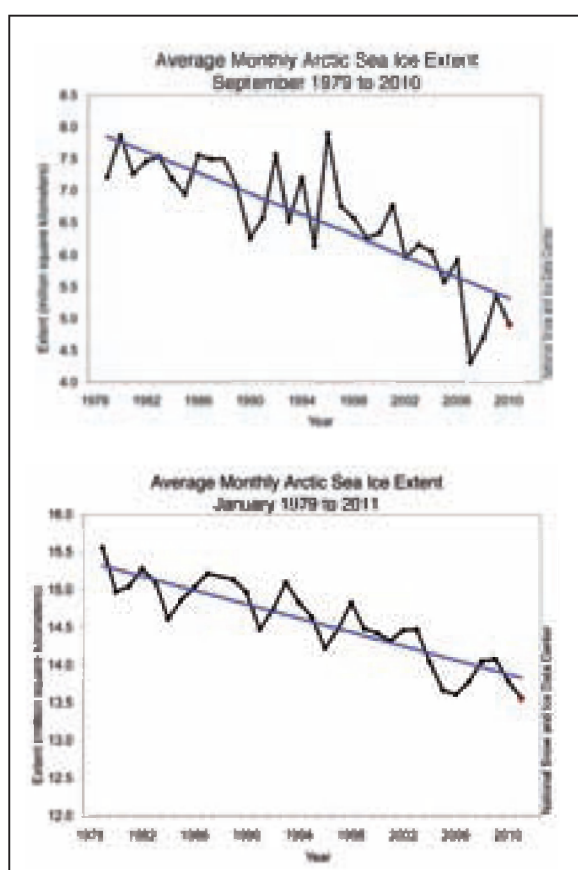 Average Monthly Arctic Sea Ice Extent
September 1979 to 2010
8.5
8.0
7.5
7.0
6.5
6.0
5.5
5.0
4.5
4.0
Extent (million square kilometers)
National Snow and Ice Data Center
1978 1982 1986 1990 1994 1998 2002 2006 2010
Year
Average Monthly Arctic Sea Ice Extent
January 1979 to 2011
16.0
15.5
15.0
14.5
14.0
13.5
13.0
12.5
12.0
Extent (million square kilometers)
National Snow and Ice Data Center
1978 1982 1986 1990 1994 1998 2002 2006 2010
Year